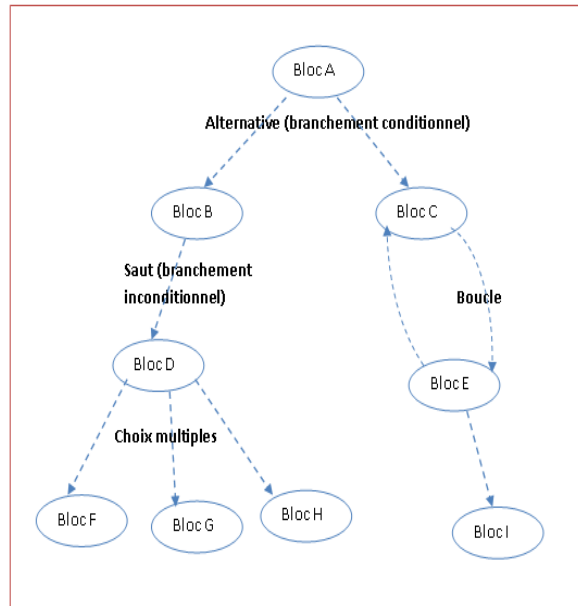 Bloc A
Alternative (branchement conditionnel)
Bloc B
Bloc C
Saut (branchement
inconditionnel)
Boucle
Bloc D
Bloc E
Choix multiples
Bloc F
Bloc G
Bloc H
Bloc I